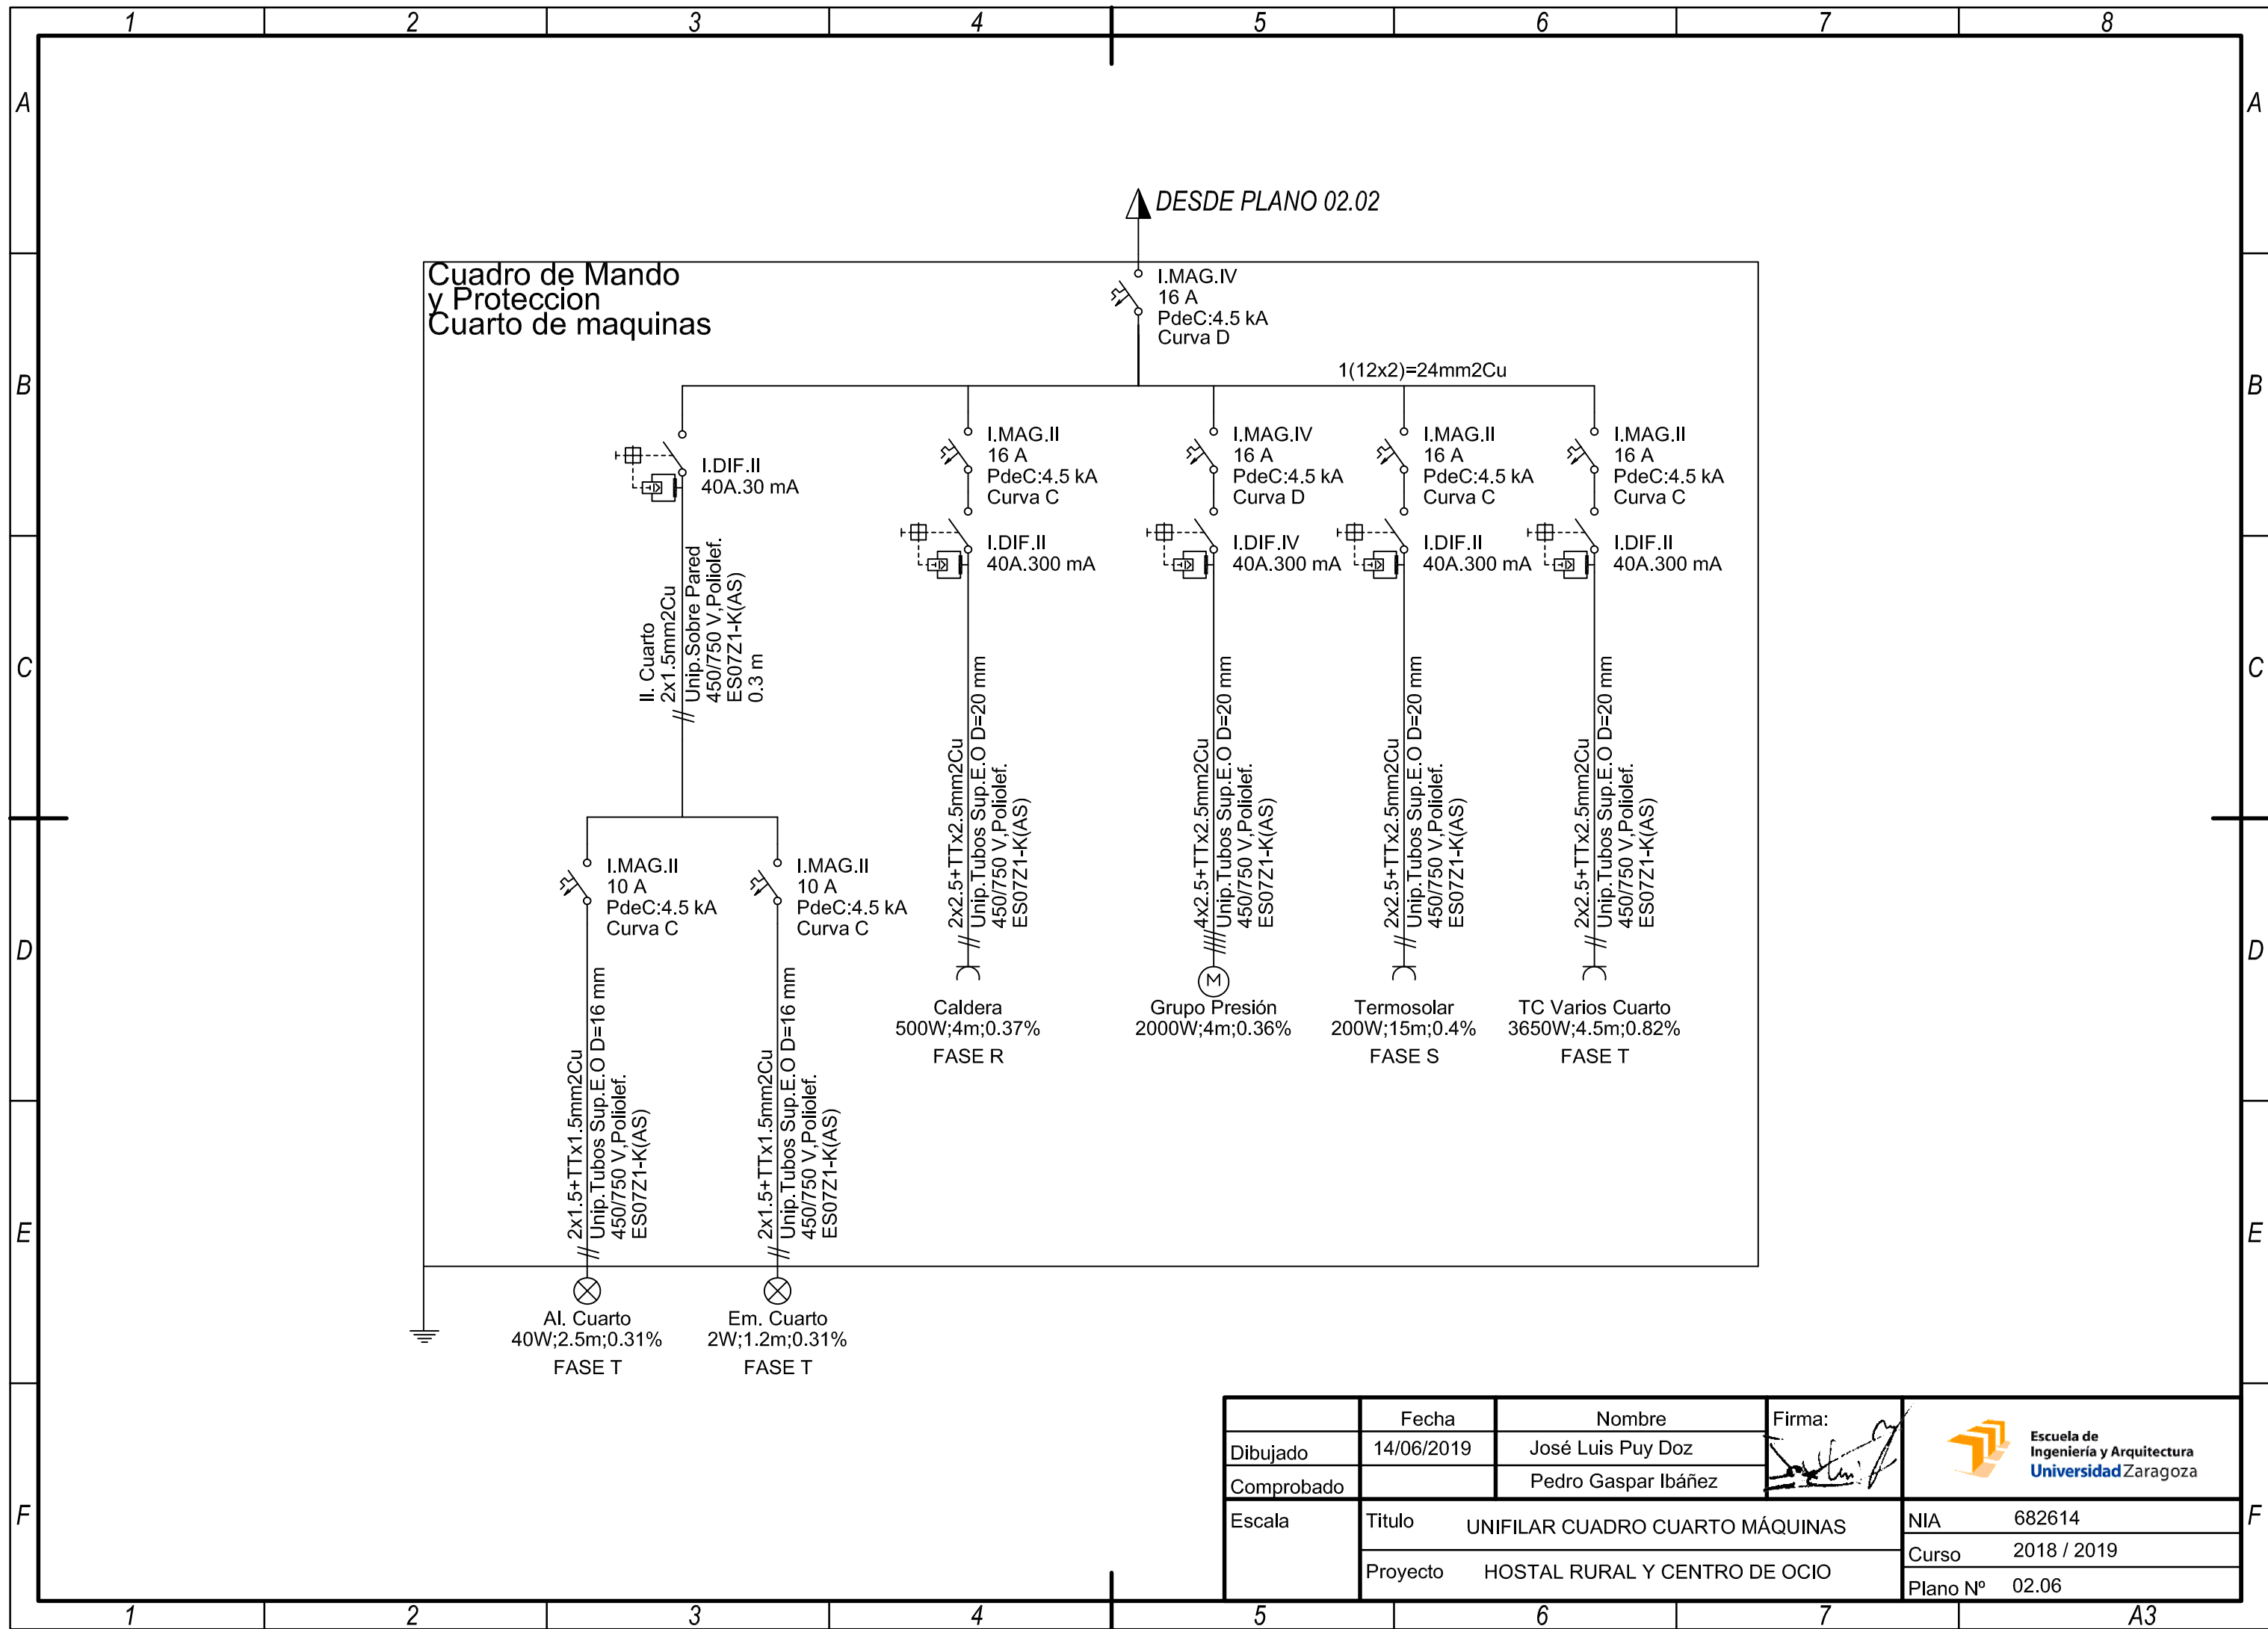 1 2 3 4 5 6 7 8
A A
B B
C C
D D
E E
F F
DESDE PLANO 02.02
Cuadro de Mando
y Proteccion
Cuarto de maquinas
I.MAG.IV
16 A
PdeC:4.5 kA
Curva D
1(12x2)=24mm2Cu
I.DIF.II
40A.30 mA
I.MAG.II
16 A
PdeC:4.5 kA
Curva C
I.DIF.II
40A.300 mA
I.MAG.IV
16 A
PdeC:4.5 kA
Curva D
I.DIF.IV
40A.300 mA
I.MAG.II
16 A
PdeC:4.5 kA
Curva C
I.DIF.II
40A.300 mA
I.MAG.II
16 A
PdeC:4.5 kA
Curva C
I.DIF.II
40A.300 mA
Il. Cuarto
2x1.5mm2Cu
Unip.Sobre Pared
450/750 V,Poliolef.
ES07Z1-K(AS)
0.3 m
2x2.5+TTx2.5mm2Cu
Unip.Tubos Sup.E.O D=20 mm
450/750 V,Poliolef.
ES07Z1-K(AS)
4x2.5+TTx2.5mm2Cu
Unip.Tubos Sup.E.O D=20 mm
450/750 V,Poliolef.
ES07Z1-K(AS)
2x2.5+TTx2.5mm2Cu
Unip.Tubos Sup.E.O D=20 mm
450/750 V,Poliolef.
ES07Z1-K(AS)
2x2.5+TTx2.5mm2Cu
Unip.Tubos Sup.E.O D=20 mm
450/750 V,Poliolef.
ES07Z1-K(AS)
I.MAG.II
10 A
PdeC:4.5 kA
Curva C
I.MAG.II
10 A
PdeC:4.5 kA
Curva C
M
Caldera
500W;4m;0.37%
FASE R
Grupo Presión
2000W;4m;0.36%
Termosolar
200W;15m;0.4%
FASE S
TC Varios Cuarto
3650W;4.5m;0.82%
FASE T
2x1.5+TTx1.5mm2Cu
Unip.Tubos Sup.E.O D=16 mm
450/750 V,Poliolef.
ES07Z1-K(AS)
2x1.5+TTx1.5mm2Cu
Unip.Tubos Sup.E.O D=16 mm
450/750 V,Poliolef.
ES07Z1-K(AS)
Al. Cuarto
40W;2.5m;0.31%
FASE T
Em. Cuarto
2W;1.2m;0.31%
FASE T
Fecha Nombre Firma:
Dibujado 14/06/2019 José Luis Puy Doz
Comprobado Pedro Gaspar Ibáñez
Escuela de
Ingeniería y Arquitectura
Universidad Zaragoza
Escala
Titulo UNIFILAR CUADRO CUARTO MÁQUINAS
Proyecto HOSTAL RURAL Y CENTRO DE OCIO
NIA 682614
Curso 2018 / 2019
Plano Nº 02.06
1 2 3 4 5 6 7 A3